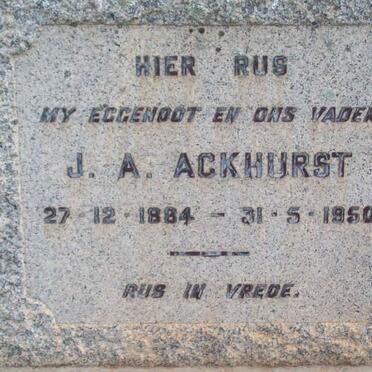 HIER RUS
MY EGGENOOT EN ONS VADER
J. A. ACKHURST
27·12·1884 – 31·5·1950
RUS IN VREDE.